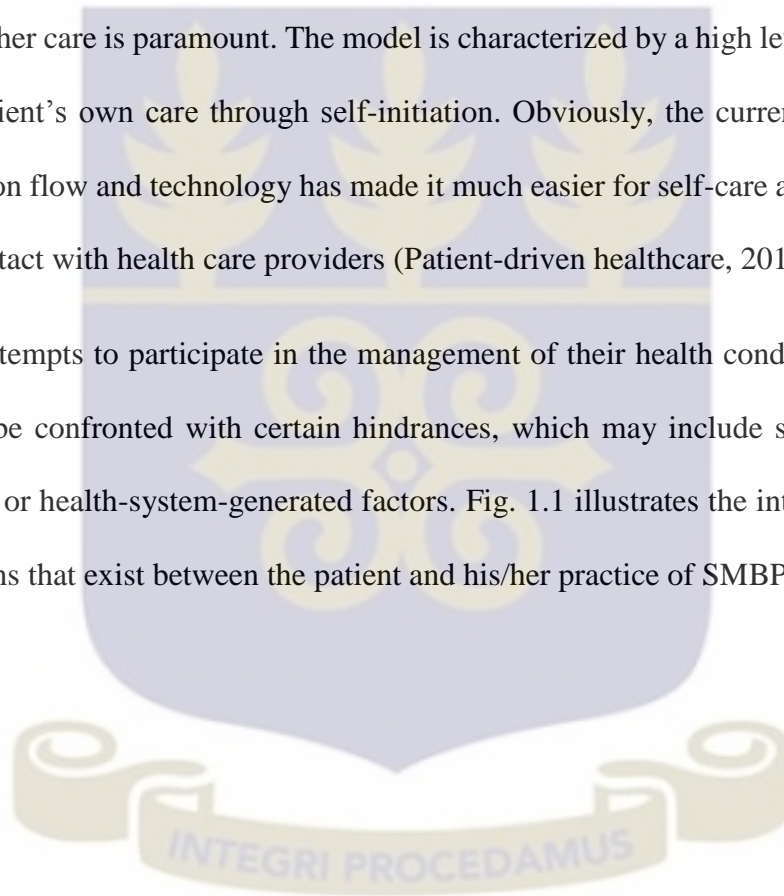 her care is paramount. The model is characterized by a high le
ient’s own care through self-initiation. Obviously, the curren
on flow and technology has made it much easier for self-care a
tact with health care providers (Patient-driven healthcare, 201
tempts to participate in the management of their health cond
be confronted with certain hindrances, which may include s
or health-system-generated factors. Fig. 1.1 illustrates the int
ns that exist between the patient and his/her practice of SMBP
INTEGRI PROCEDAMUS